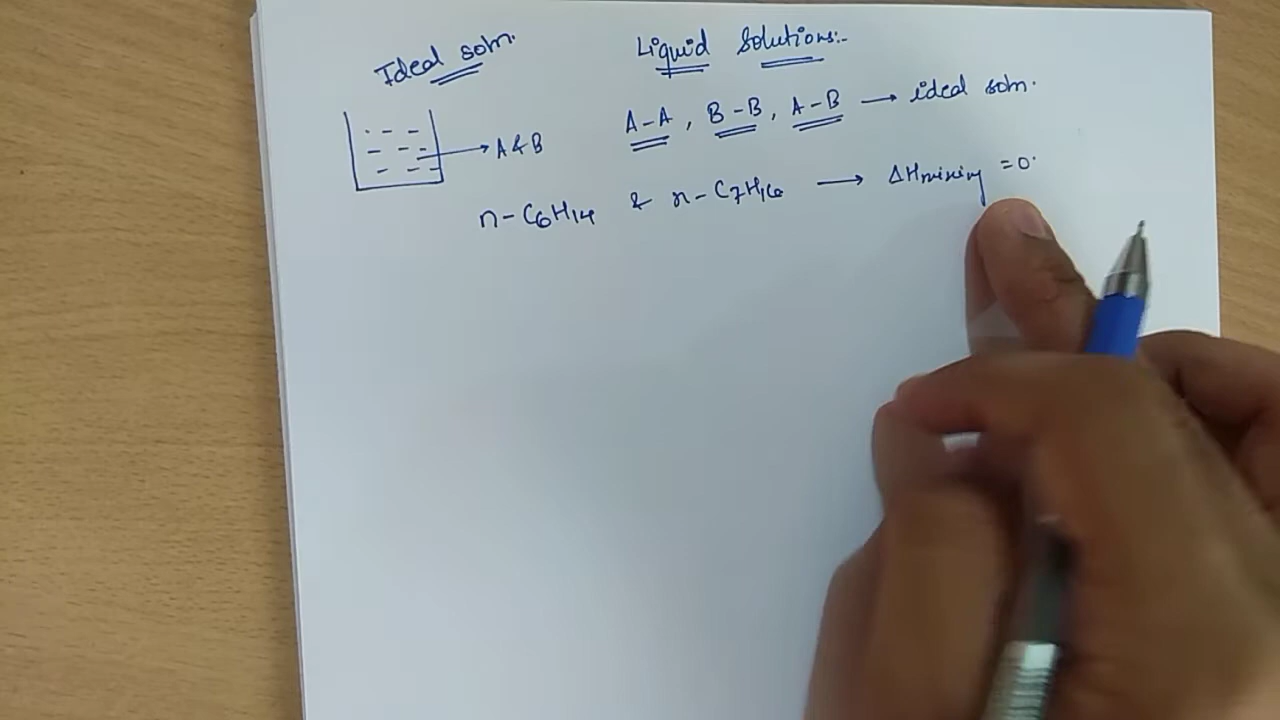 Ideal soln.
Liquid Solutions:-
A-A, B-B, A-B → ideal soln.
→ A & B
n-C6H14 & n-C7H16 → ΔHmixing = 0.